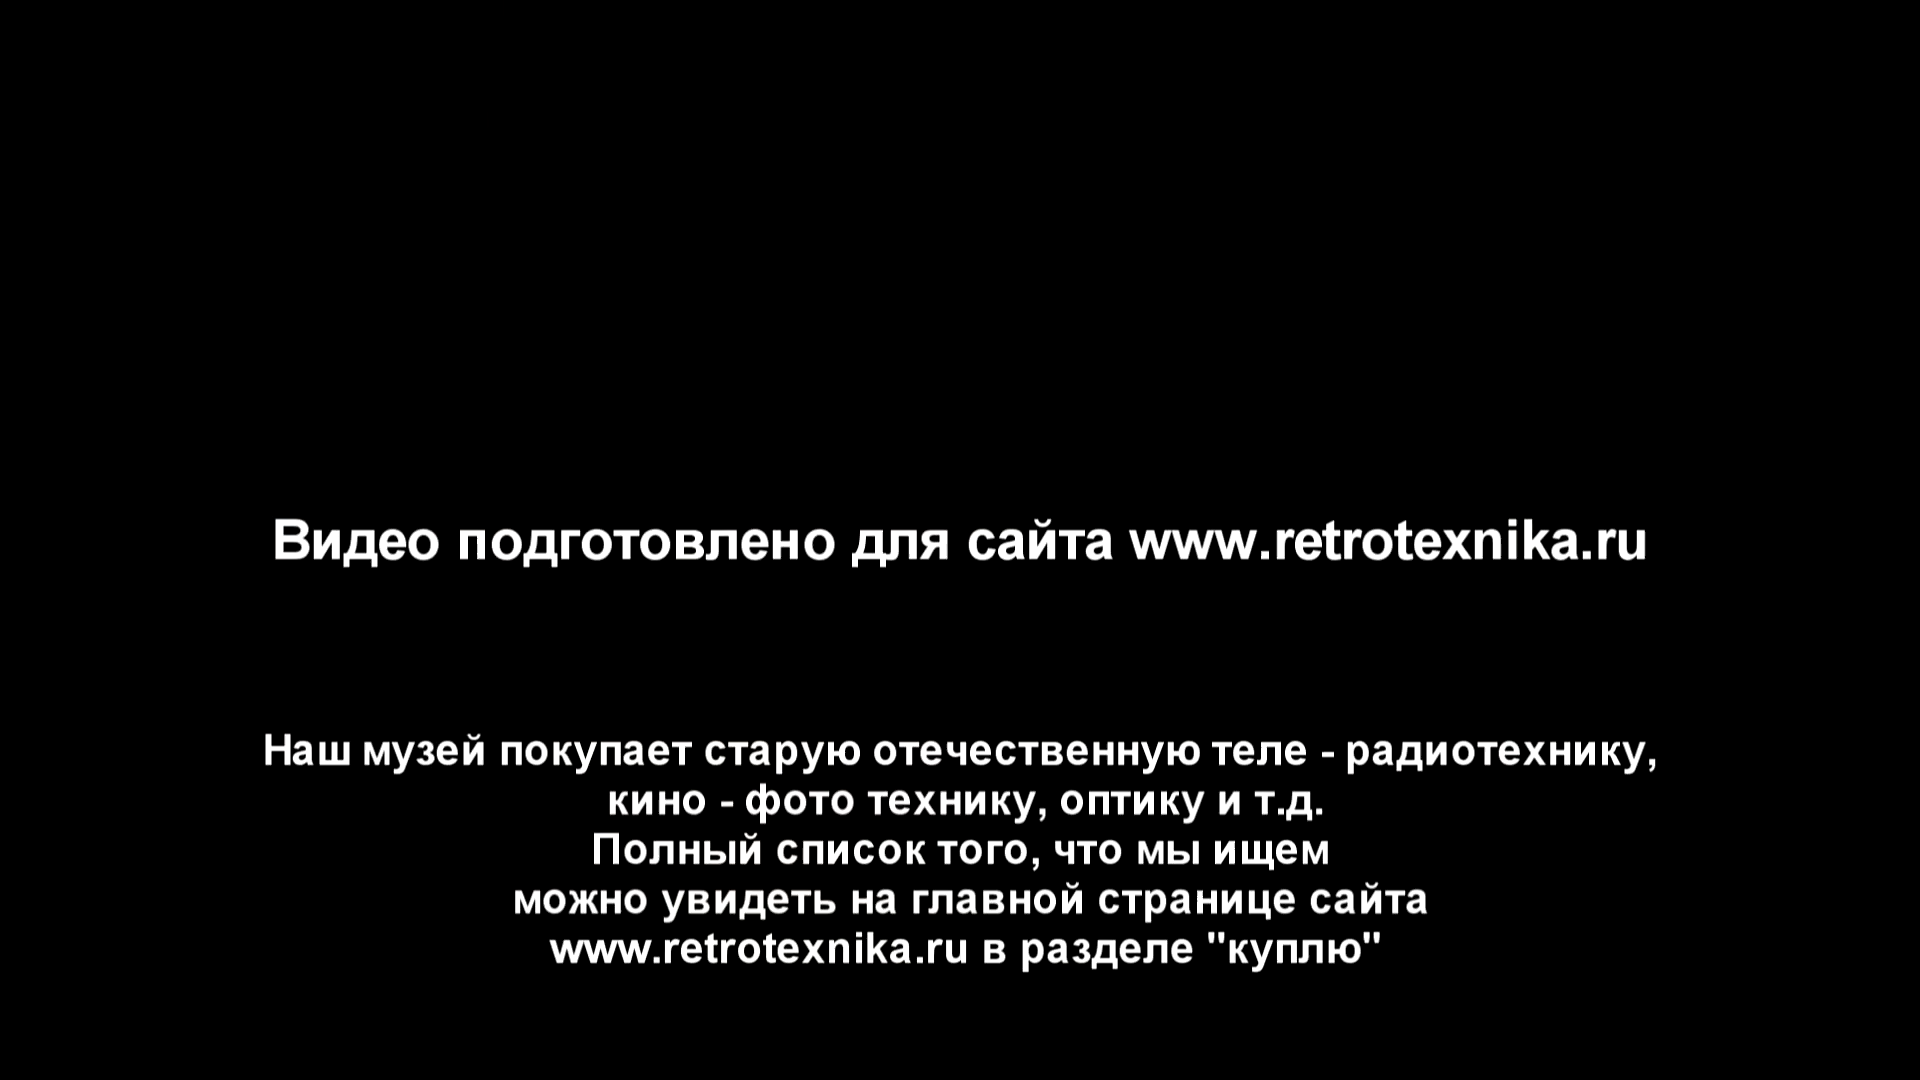 Видео подготовлено для сайта www.retrotexnika.ru
Наш музей покупает старую отечественную теле - радиотехнику,
кино - фото технику, оптику и т.д.
Полный список того, что мы ищем
можно увидеть на главной странице сайта
www.retrotexnika.ru в разделе "куплю"